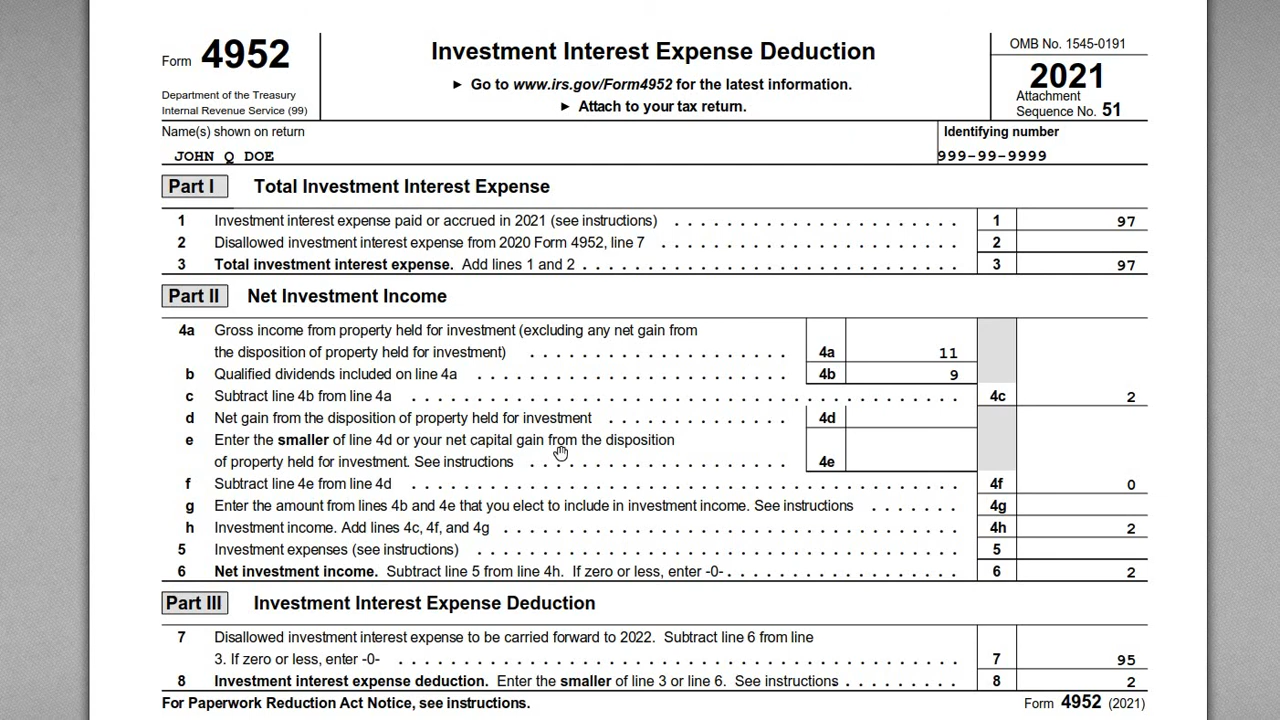 Form 4952
Department of the Treasury
Internal Revenue Service (99)
Investment Interest Expense Deduction
► Go to www.irs.gov/Form4952 for the latest information.
► Attach to your tax return.
OMB No. 1545-0191
2021
Attachment
Sequence No. 51
Name(s) shown on return
JOHN Q DOE
Identifying number
999-99-9999
Part I Total Investment Interest Expense
1 Investment interest expense paid or accrued in 2021 (see instructions) . . . . . . . . . . . . . . . . . . . . . . 1 97
2 Disallowed investment interest expense from 2020 Form 4952, line 7 . . . . . . . . . . . . . . . . . . . . . . . 2
3 Total investment interest expense. Add lines 1 and 2 . . . . . . . . . . . . . . . . . . . . . . . . . . . . . 3 97
Part II Net Investment Income
4a Gross income from property held for investment (excluding any net gain from
the disposition of property held for investment) . . . . . . . . . . . . . . . . . . . . 4a 11
b Qualified dividends included on line 4a . . . . . . . . . . . . . . . . . . . . . . . . 4b 9
c Subtract line 4b from line 4a . . . . . . . . . . . . . . . . . . . . . . . . . . . . . . . . . . . . . . . . . . 4c 2
d Net gain from the disposition of property held for investment . . . . . . . . . . . . . . 4d
e Enter the smaller of line 4d or your net capital gain from the disposition
of property held for investment. See instructions . . . . . . . . . . . . . . . . . . . . 4e
f Subtract line 4e from line 4d . . . . . . . . . . . . . . . . . . . . . . . . . . . . . . . . . . . . . . . . . . 4f 0
g Enter the amount from lines 4b and 4e that you elect to include in investment income. See instructions . . . . . . . 4g
h Investment income. Add lines 4c, 4f, and 4g . . . . . . . . . . . . . . . . . . . . . . . . . . . . . . . . . . . 4h 2
5 Investment expenses (see instructions) . . . . . . . . . . . . . . . . . . . . . . . . . . . . . . . . . . . . . 5
6 Net investment income. Subtract line 5 from line 4h. If zero or less, enter -0- . . . . . . . . . . . . . . . . . . 6 2
Part III Investment Interest Expense Deduction
7 Disallowed investment interest expense to be carried forward to 2022. Subtract line 6 from line
3. If zero or less, enter -0- . . . . . . . . . . . . . . . . . . . . . . . . . . . . . . . . . . . . . . . . . . . 7 95
8 Investment interest expense deduction. Enter the smaller of line 3 or line 6. See instructions . . . . . . . . . 8 2
For Paperwork Reduction Act Notice, see instructions. Form 4952 (2021)